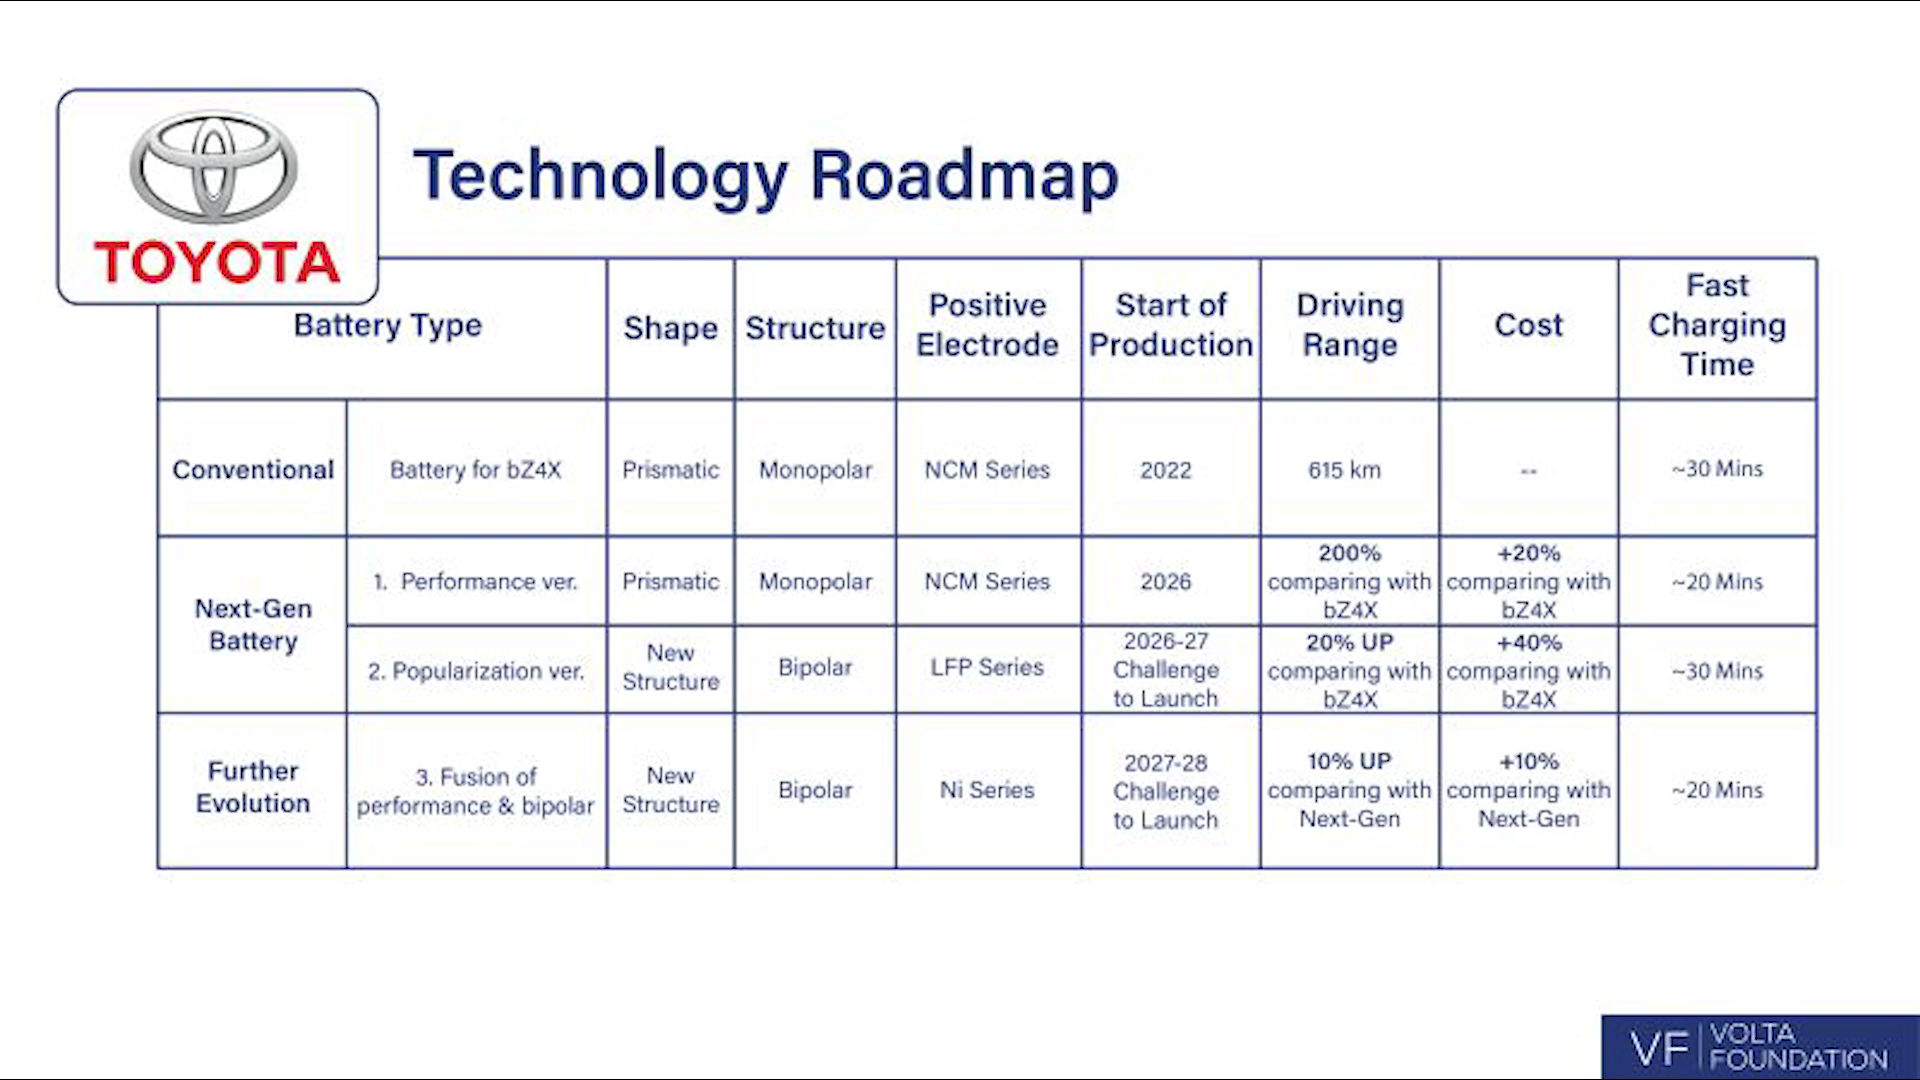 TOYOTA
Technology Roadmap
Battery Type
Shape
Structure
Positive
Electrode
Start of
Production
Driving
Range
Cost
Fast
Charging
Time
Conventional
Battery for bZ4X
Prismatic
Monopolar
NCM Series
2022
615 km
--
~30 Mins
Next-Gen
Battery
1. Performance ver.
Prismatic
Monopolar
NCM Series
2026
200%
comparing with
bZ4X
+20%
comparing with
bZ4X
~20 Mins
2. Popularization ver.
New
Structure
Bipolar
LFP Series
2026-27
Challenge
to Launch
20% UP
comparing with
bZ4X
+40%
comparing with
bZ4X
~30 Mins
Further
Evolution
3. Fusion of
performance & bipolar
New
Structure
Bipolar
Ni Series
2027-28
Challenge
to Launch
10% UP
comparing with
Next-Gen
+10%
comparing with
Next-Gen
~20 Mins
VF
VOLTA
FOUNDATION